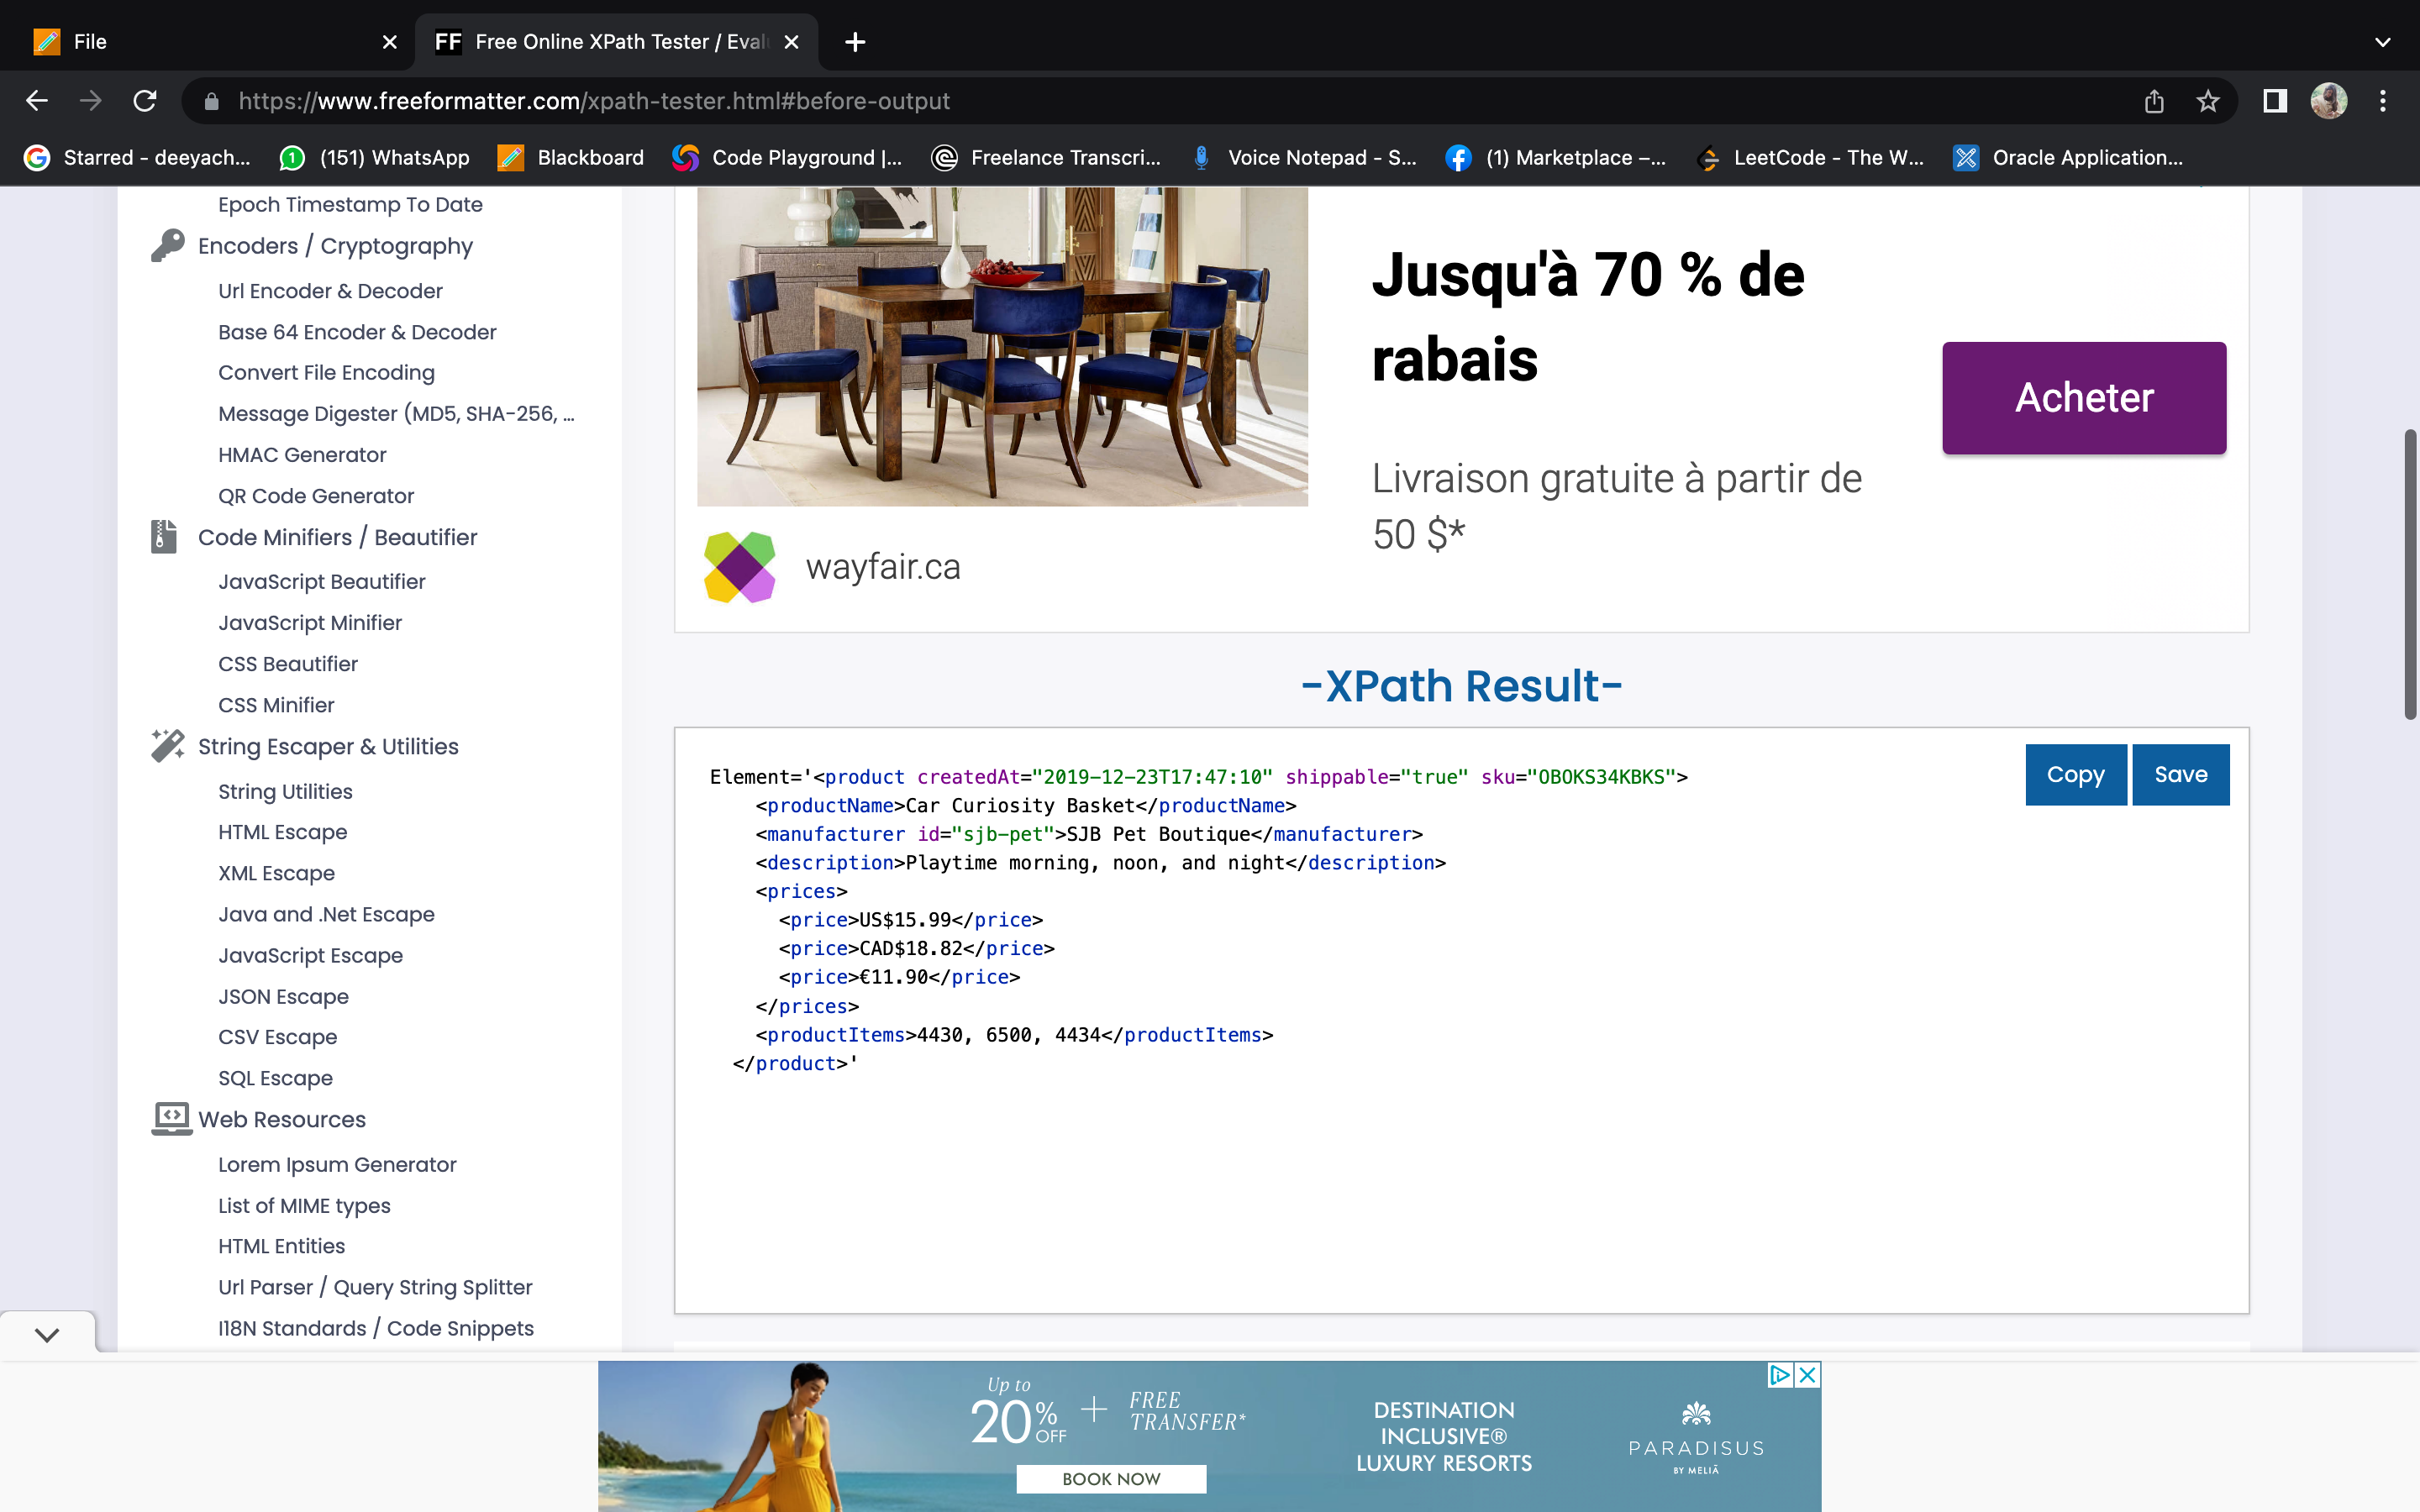 File
FF Free Online XPath Tester / Eval
https://www.freeformatter.com/xpath-tester.html#before-output
Starred - deeyach...
(151) WhatsApp
Blackboard
Code Playground |...
Freelance Transcri...
Voice Notepad - S...
(1) Marketplace –...
LeetCode - The W...
Oracle Application...
Epoch Timestamp To Date
Encoders / Cryptography
Url Encoder & Decoder
Base 64 Encoder & Decoder
Convert File Encoding
Message Digester (MD5, SHA-256, ...
HMAC Generator
QR Code Generator
Code Minifiers / Beautifier
JavaScript Beautifier
JavaScript Minifier
CSS Beautifier
CSS Minifier
String Escaper & Utilities
String Utilities
HTML Escape
XML Escape
Java and .Net Escape
JavaScript Escape
JSON Escape
CSV Escape
SQL Escape
Web Resources
Lorem Ipsum Generator
List of MIME types
HTML Entities
Url Parser / Query String Splitter
I18N Standards / Code Snippets
Jusqu'à 70 % de
rabais
Livraison gratuite à partir de
50 $*
Acheter
wayfair.ca
-XPath Result-
Copy
Save
Element='<product createdAt="2019-12-23T17:47:10" shippable="true" sku="OBOKS34KBKS">
<productName>Car Curiosity Basket</productName>
<manufacturer id="sjb-pet">SJB Pet Boutique</manufacturer>
<description>Playtime morning, noon, and night</description>
<prices>
<price>US$15.99</price>
<price>CAD$18.82</price>
<price>€11.90</price>
</prices>
<productItems>4430, 6500, 4434</productItems>
</product>'
Up to
20% OFF
+
FREE
TRANSFER*
BOOK NOW
DESTINATION
INCLUSIVE®
LUXURY RESORTS
PARADISUS
BY MELIÁ